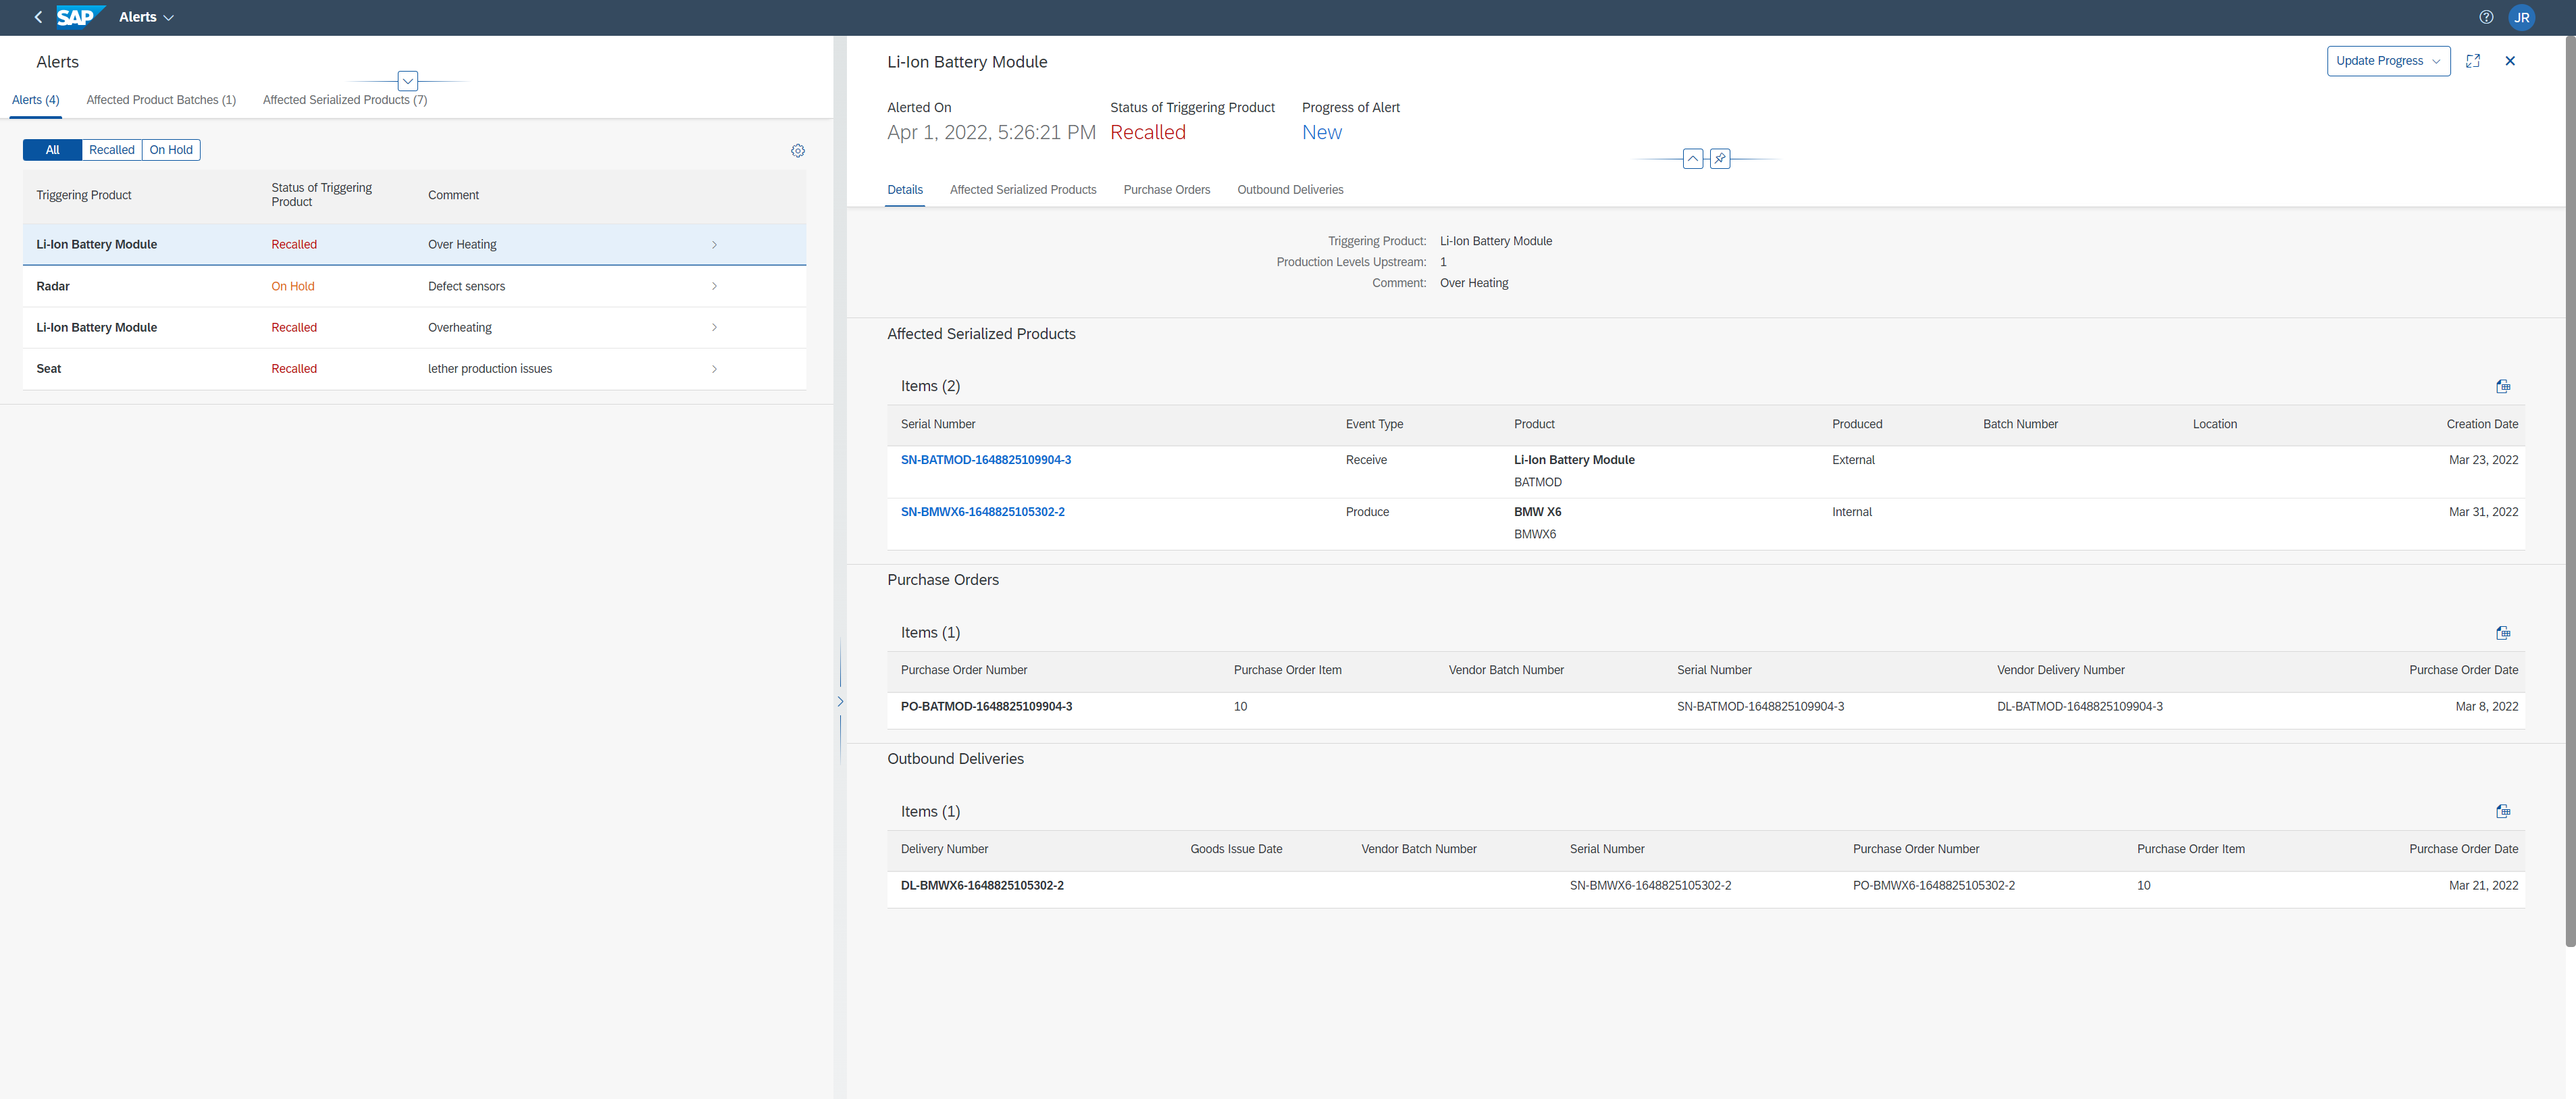 SAP Alerts JR
Alerts
Alerts (4) Affected Product Batches (1) Affected Serialized Products (7)
All Recalled On Hold
Triggering Product Status of Triggering Product Comment
Li-Ion Battery Module Recalled Over Heating
Radar On Hold Defect sensors
Li-Ion Battery Module Recalled Overheating
Seat Recalled lether production issues
Li-Ion Battery Module Update Progress
Alerted On Status of Triggering Product Progress of Alert
Apr 1, 2022, 5:26:21 PM Recalled New
Details Affected Serialized Products Purchase Orders Outbound Deliveries
Triggering Product: Li-Ion Battery Module
Production Levels Upstream: 1
Comment: Over Heating
Affected Serialized Products
Items (2)
Serial Number Event Type Product Produced Batch Number Location Creation Date
SN-BATMOD-1648825109904-3 Receive Li-Ion Battery Module External Mar 23, 2022
BATMOD
SN-BMWX6-1648825105302-2 Produce BMW X6 Internal Mar 31, 2022
BMWX6
Purchase Orders
Items (1)
Purchase Order Number Purchase Order Item Vendor Batch Number Serial Number Vendor Delivery Number Purchase Order Date
PO-BATMOD-1648825109904-3 10 SN-BATMOD-1648825109904-3 DL-BATMOD-1648825109904-3 Mar 8, 2022
Outbound Deliveries
Items (1)
Delivery Number Goods Issue Date Vendor Batch Number Serial Number Purchase Order Number Purchase Order Item Purchase Order Date
DL-BMWX6-1648825105302-2 SN-BMWX6-1648825105302-2 PO-BMWX6-1648825105302-2 10 Mar 21, 2022